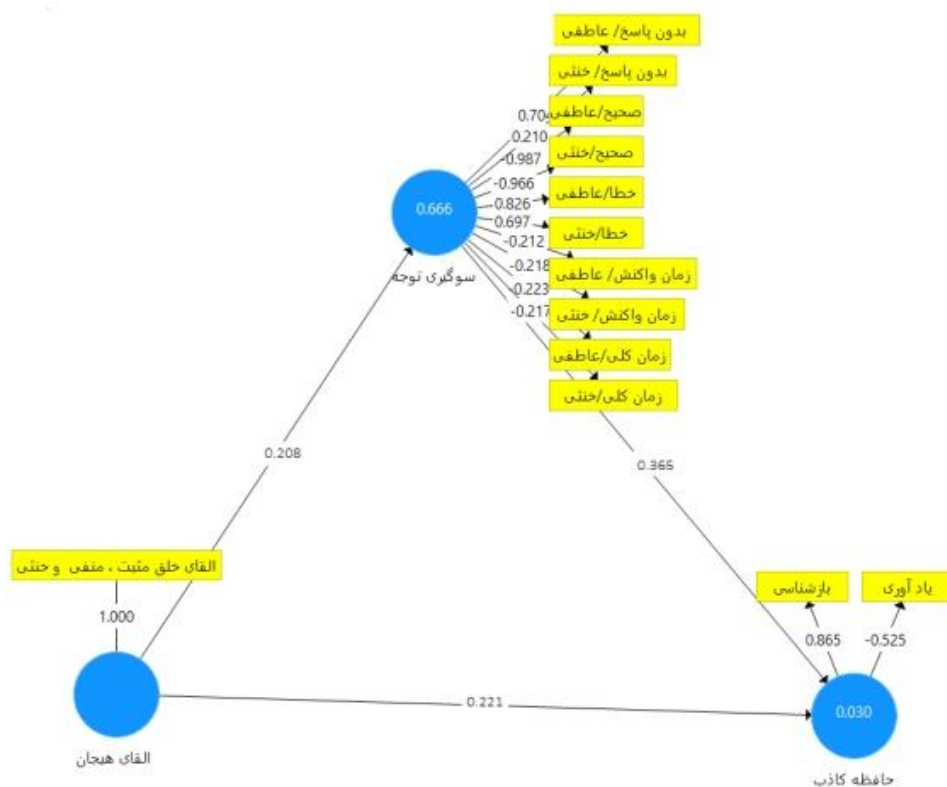 بدون پاسخ/ عاطفی
بدون پاسخ/ خنثی
صحیح/عاطفی
صحیح/خنثی
خطا/عاطفی
خطا/خنثی
زمان واکنش/ عاطفی
زمان واکنش/ خنثی
زمان کلی/عاطفی
زمان کلی/خنثی
0.70
0.210
-0.987
-0.966
0.826
0.697
-0.212
-0.218
-0.223
-0.217
0.666
سوگیری توجه
0.208
0.365
القای خلق مثبت ، منفی و خنثی
1.000
القای هیجان
0.221
بازشناسی
یاد آوری
0.865
-0.525
0.030
حافظه کاذب